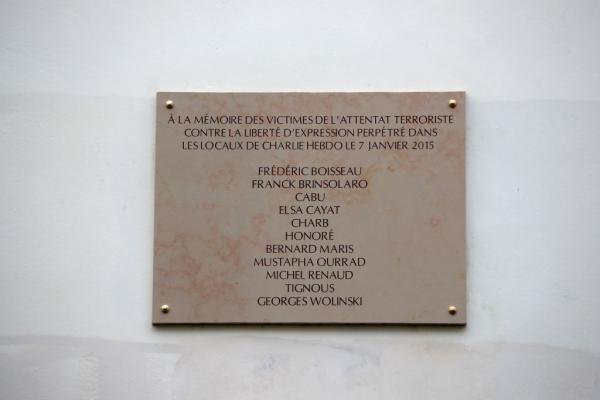 À LA MÉMOIRE DES VICTIMES DE L'ATTENTAT TERRORISTE
CONTRE LA LIBERTÉ D'EXPRESSION PERPÉTRÉ DANS
LES LOCAUX DE CHARLIE HEBDO LE 7 JANVIER 2015
FRÉDÉRIC BOISSEAU
FRANCK BRINSOLARO
CABU
ELSA CAYAT
CHARB
HONORÉ
BERNARD MARIS
MUSTAPHA OURRAD
MICHEL RENAUD
TIGNOUS
GEORGES WOLINSKI